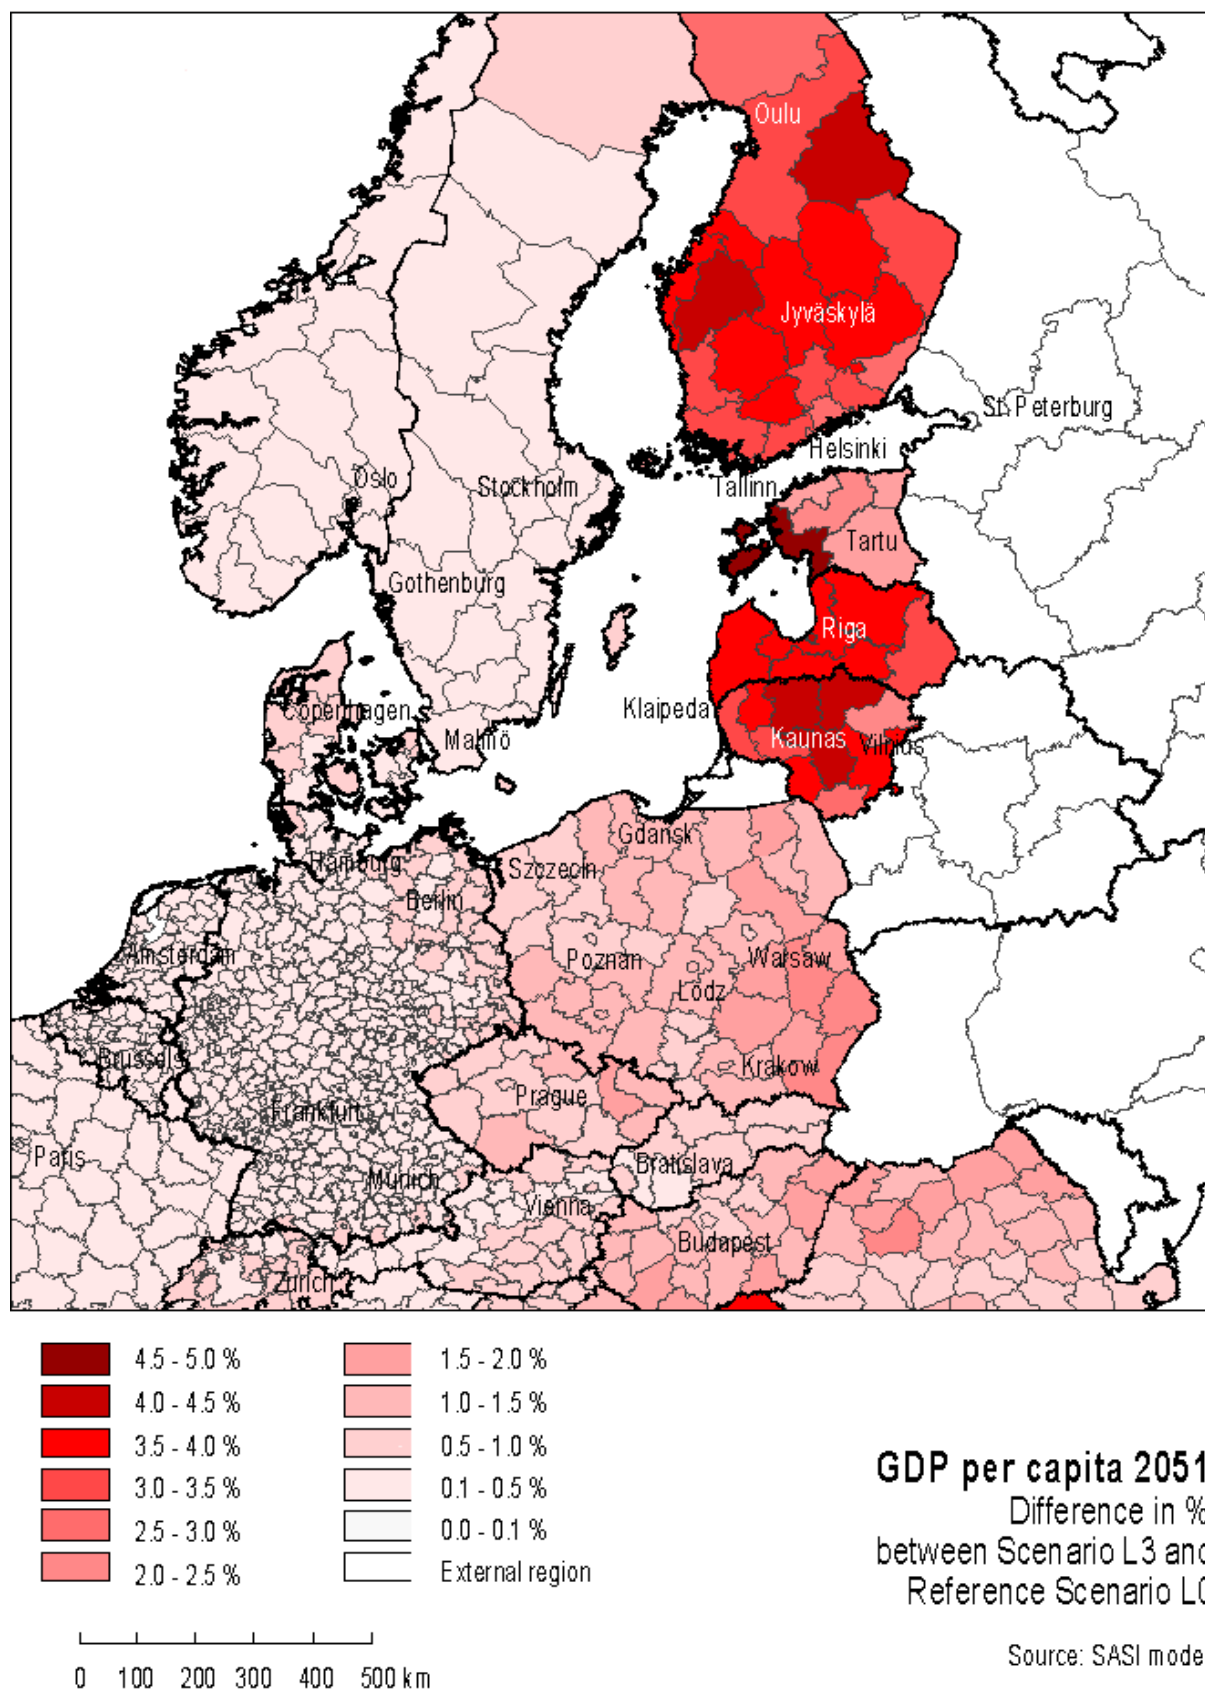 Oulu
Jyväskylä
St. Peterburg
Helsinki
Oslo
Stockholm
Tallinn
Tartu
Gothenburg
Riga
Klaipeda
Copenhagen
Malmö
Kaunas
Vilnius
Gdansk
Hamburg
Szczecin
Berlin
Amsterdam
Poznan
Warsaw
Lodz
Brussels
Krakow
Prague
Frankfurt
Paris
Bratislava
Munich
Vienna
Budapest
Zurich
4.5 - 5.0 %
4.0 - 4.5 %
3.5 - 4.0 %
3.0 - 3.5 %
2.5 - 3.0 %
2.0 - 2.5 %
1.5 - 2.0 %
1.0 - 1.5 %
0.5 - 1.0 %
0.1 - 0.5 %
0.0 - 0.1 %
External region
GDP per capita 2051
Difference in %
between Scenario L3 and
Reference Scenario L0
Source: SASI mode
0 100 200 300 500 km